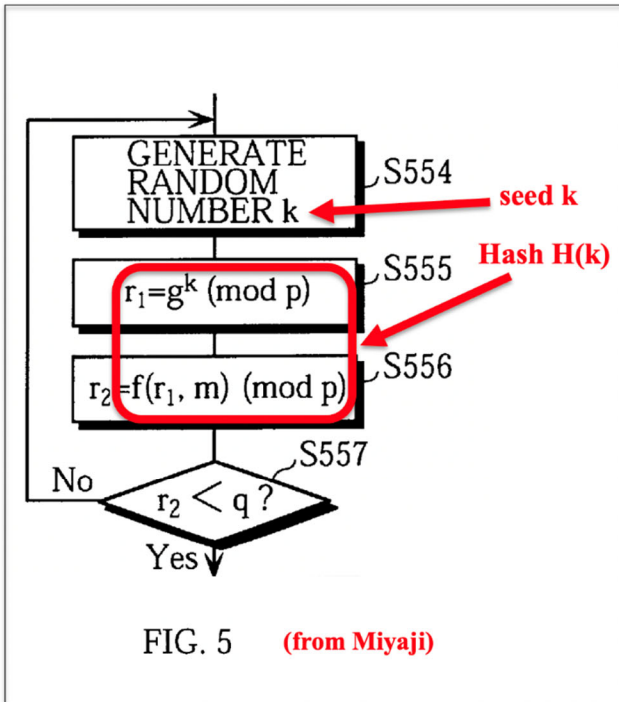 GENERATE
RANDOM
NUMBER k
S554
seed k
S555
Hash H(k)
r₁=gᵏ (mod p)
S556
r₂=f(r₁, m) (mod p)
S557
No
r₂ < q ?
Yes
FIG. 5 (from Miyaji)